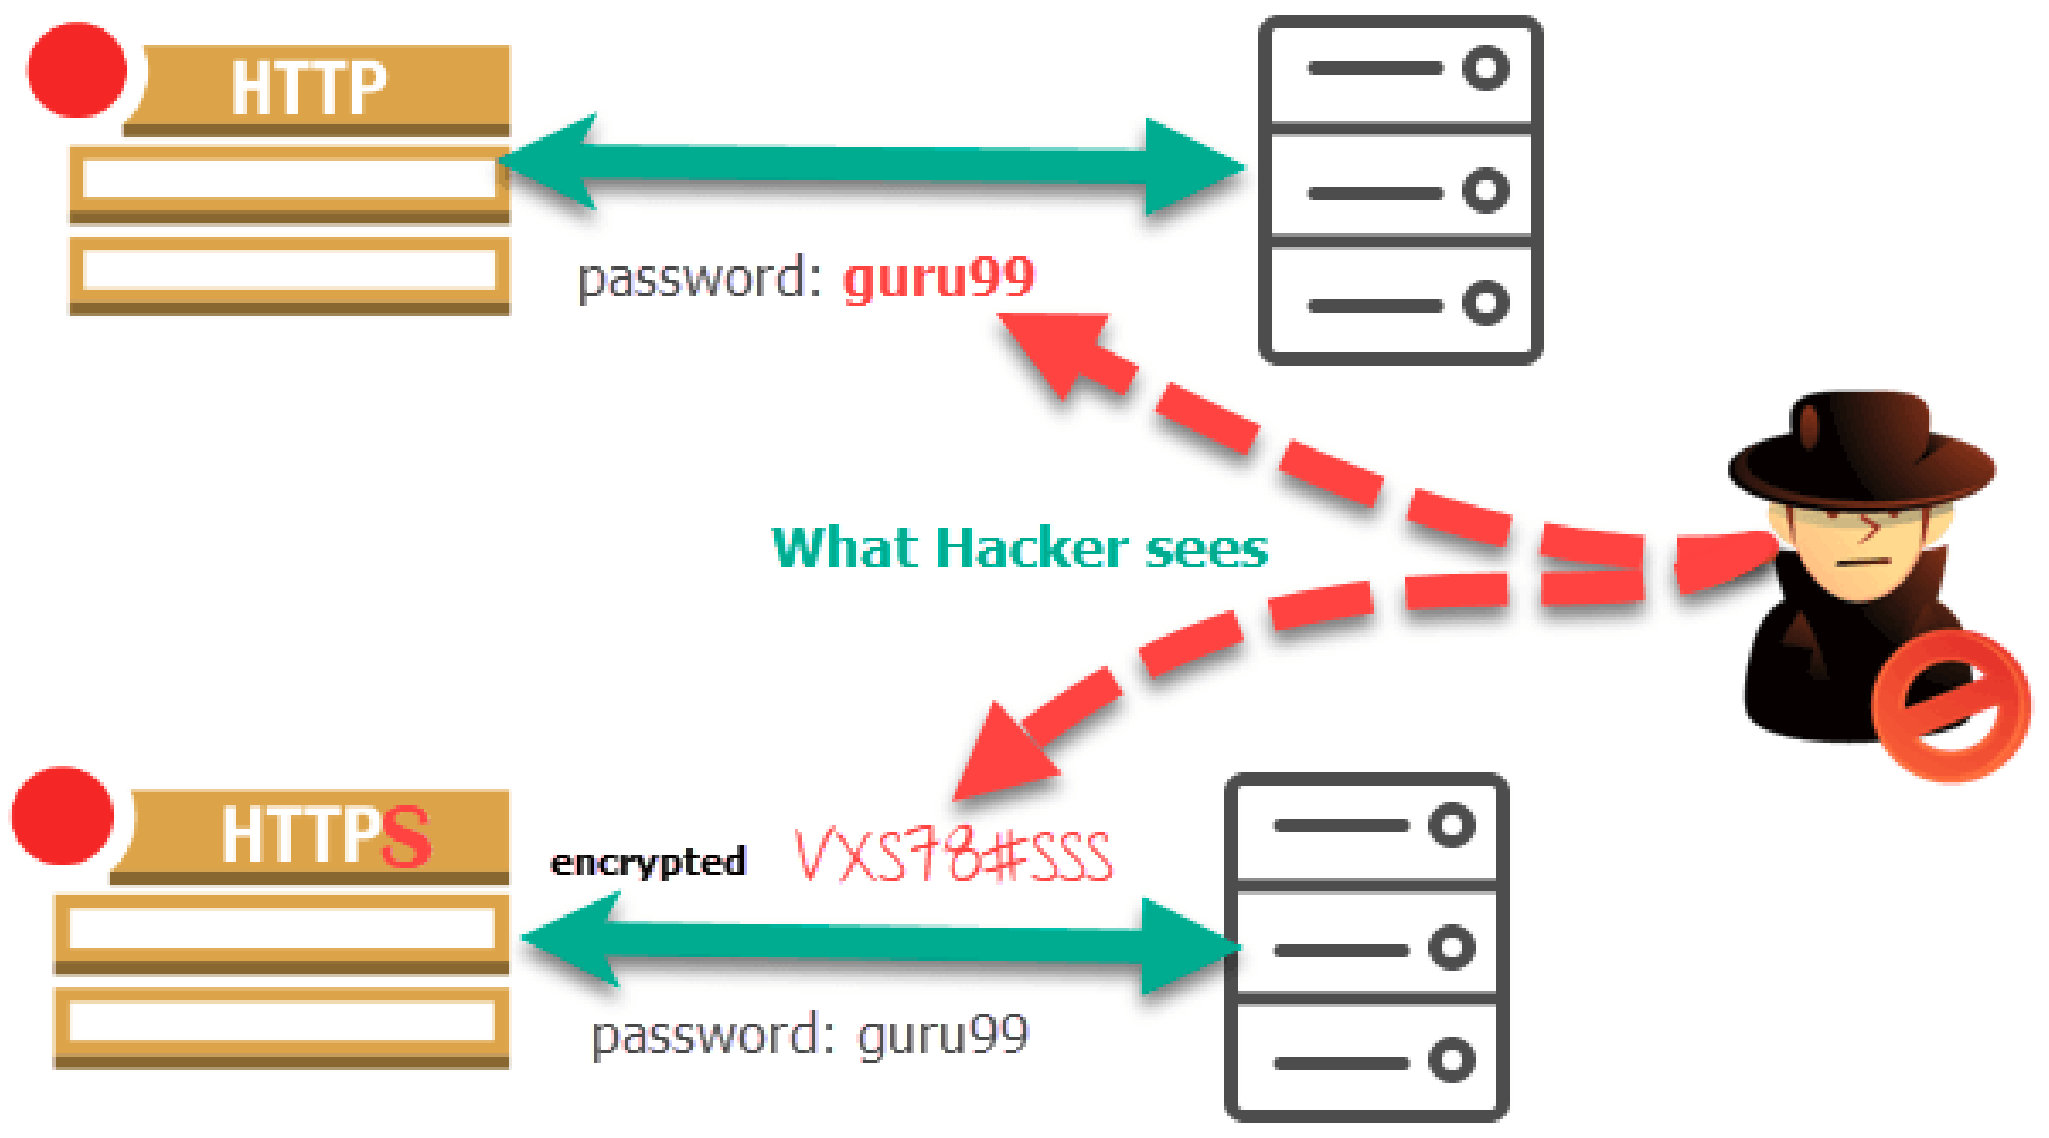 HTTP
password: guru99
What Hacker sees
HTTPS
encrypted VXS78#SSS
password: guru99